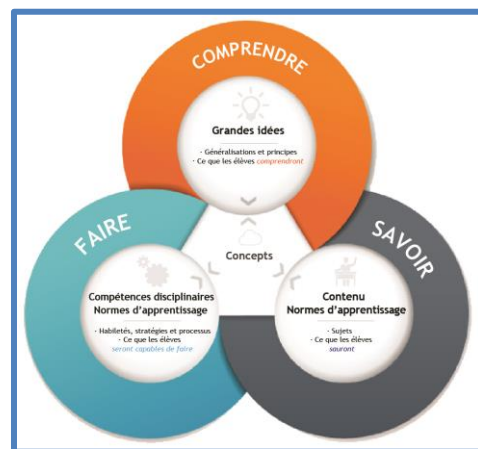 COMPRENDRE
Grandes idées
· Généralisations et principes
· Ce que les élèves comprendront
FAIRE
SAVOIR
Concepts
Compétences disciplinaires
Normes d'apprentissage
· Habiletés, stratégies et processus
· Ce que les élèves
seront capables de faire
Contenu
Normes d'apprentissage
· Sujets
· Ce que les élèves
sauront